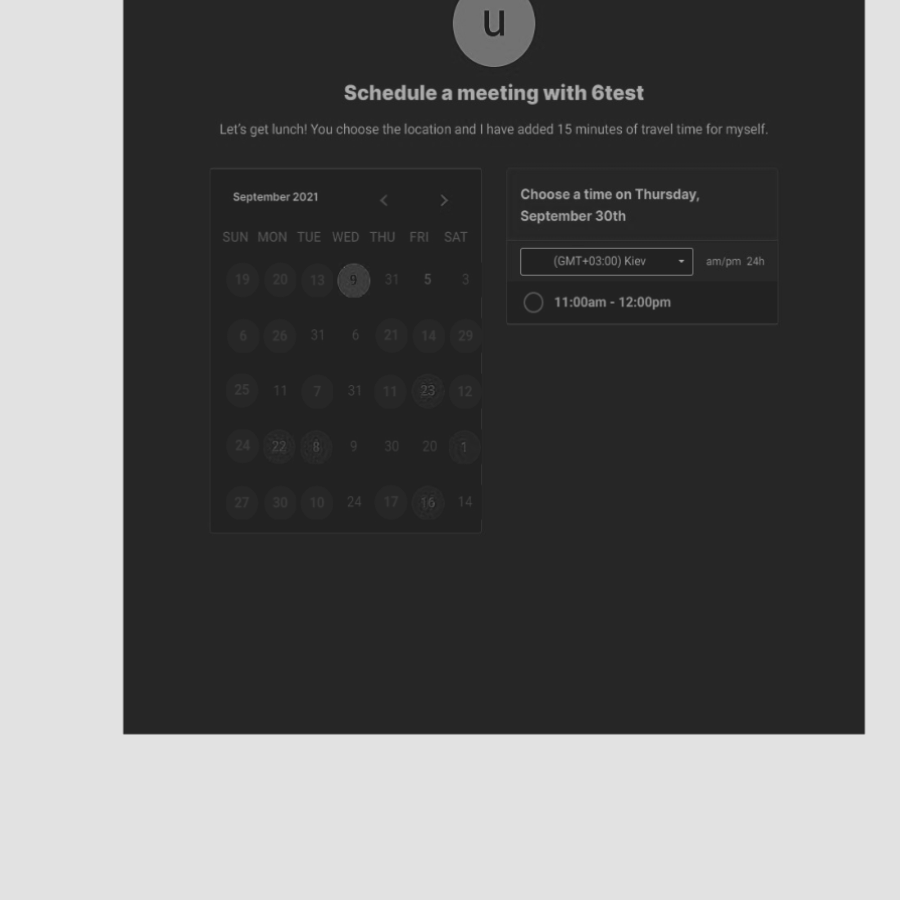 u
Schedule a meeting with 6test
Let's get lunch! You choose the location and I have added 15 minutes of travel time for myself.
September 2021
SUN MON TUE WED THU FRI SAT
19 20 13 9 31 5 3
6 26 31 6 21 14 29
25 11 7 31 11 23 12
24 22 8 9 30 20 1
27 30 10 24 17 16 14
Choose a time on Thursday,
September 30th
(GMT+03:00) Kiev am/pm 24h
11:00am - 12:00pm